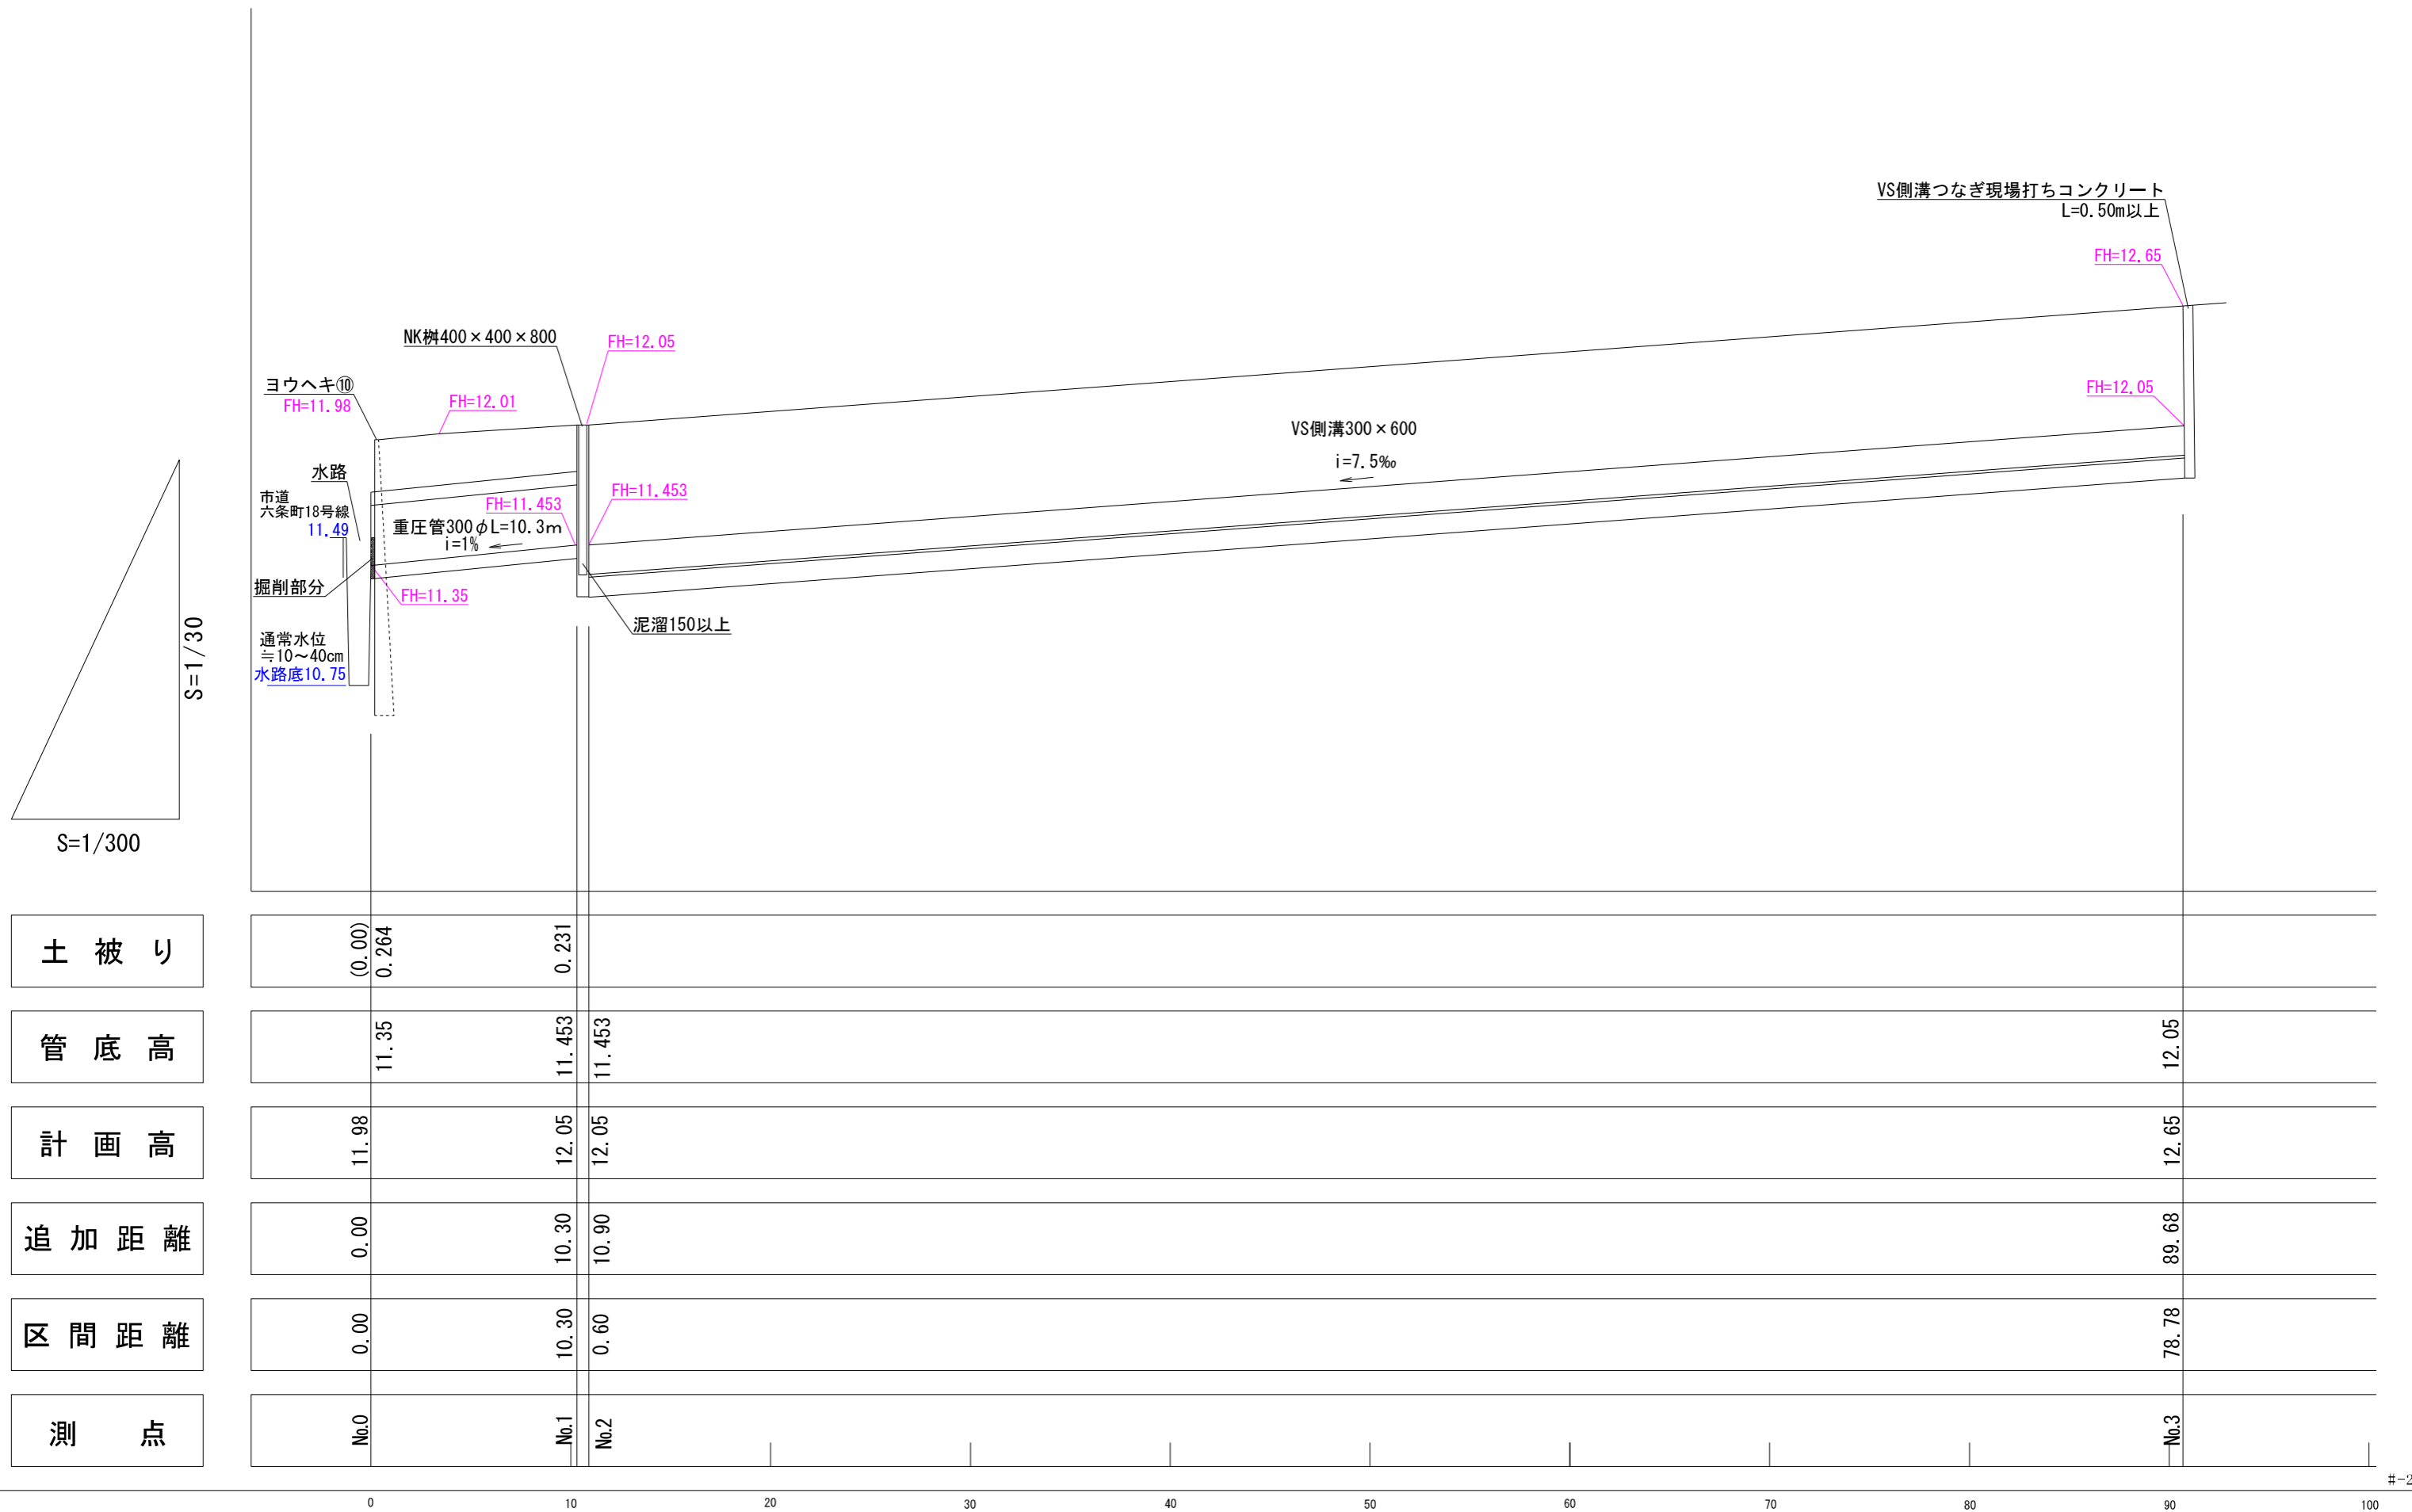 VS側溝つなぎ現場打ちコンクリート
L=0.50m以上
FH=12.65
NK桝400×400×800
FH=12.05
ヨウヘキ⑩
FH=11.98
FH=12.01
FH=12.05
VS側溝300×600
i=7.5‰
水路
市道
六条町18号線
11.49
FH=11.453
FH=11.453
重圧管300φL=10.3m
i=1%
掘削部分
FH=11.35
泥溜150以上
通常水位
≒10～40cm
水路底10.75
S=1/30
S=1/300
土被り
(0.00)
0.264
0.231
管底高
11.35
11.453
11.453
12.05
計画高
11.98
12.05
12.05
12.65
追加距離
0.00
10.30
10.90
89.68
区間距離
0.00
10.30
0.60
78.78
測点
No.0
No.1
No.2
No.3
#-2
0 10 20 30 40 50 60 70 80 90 100